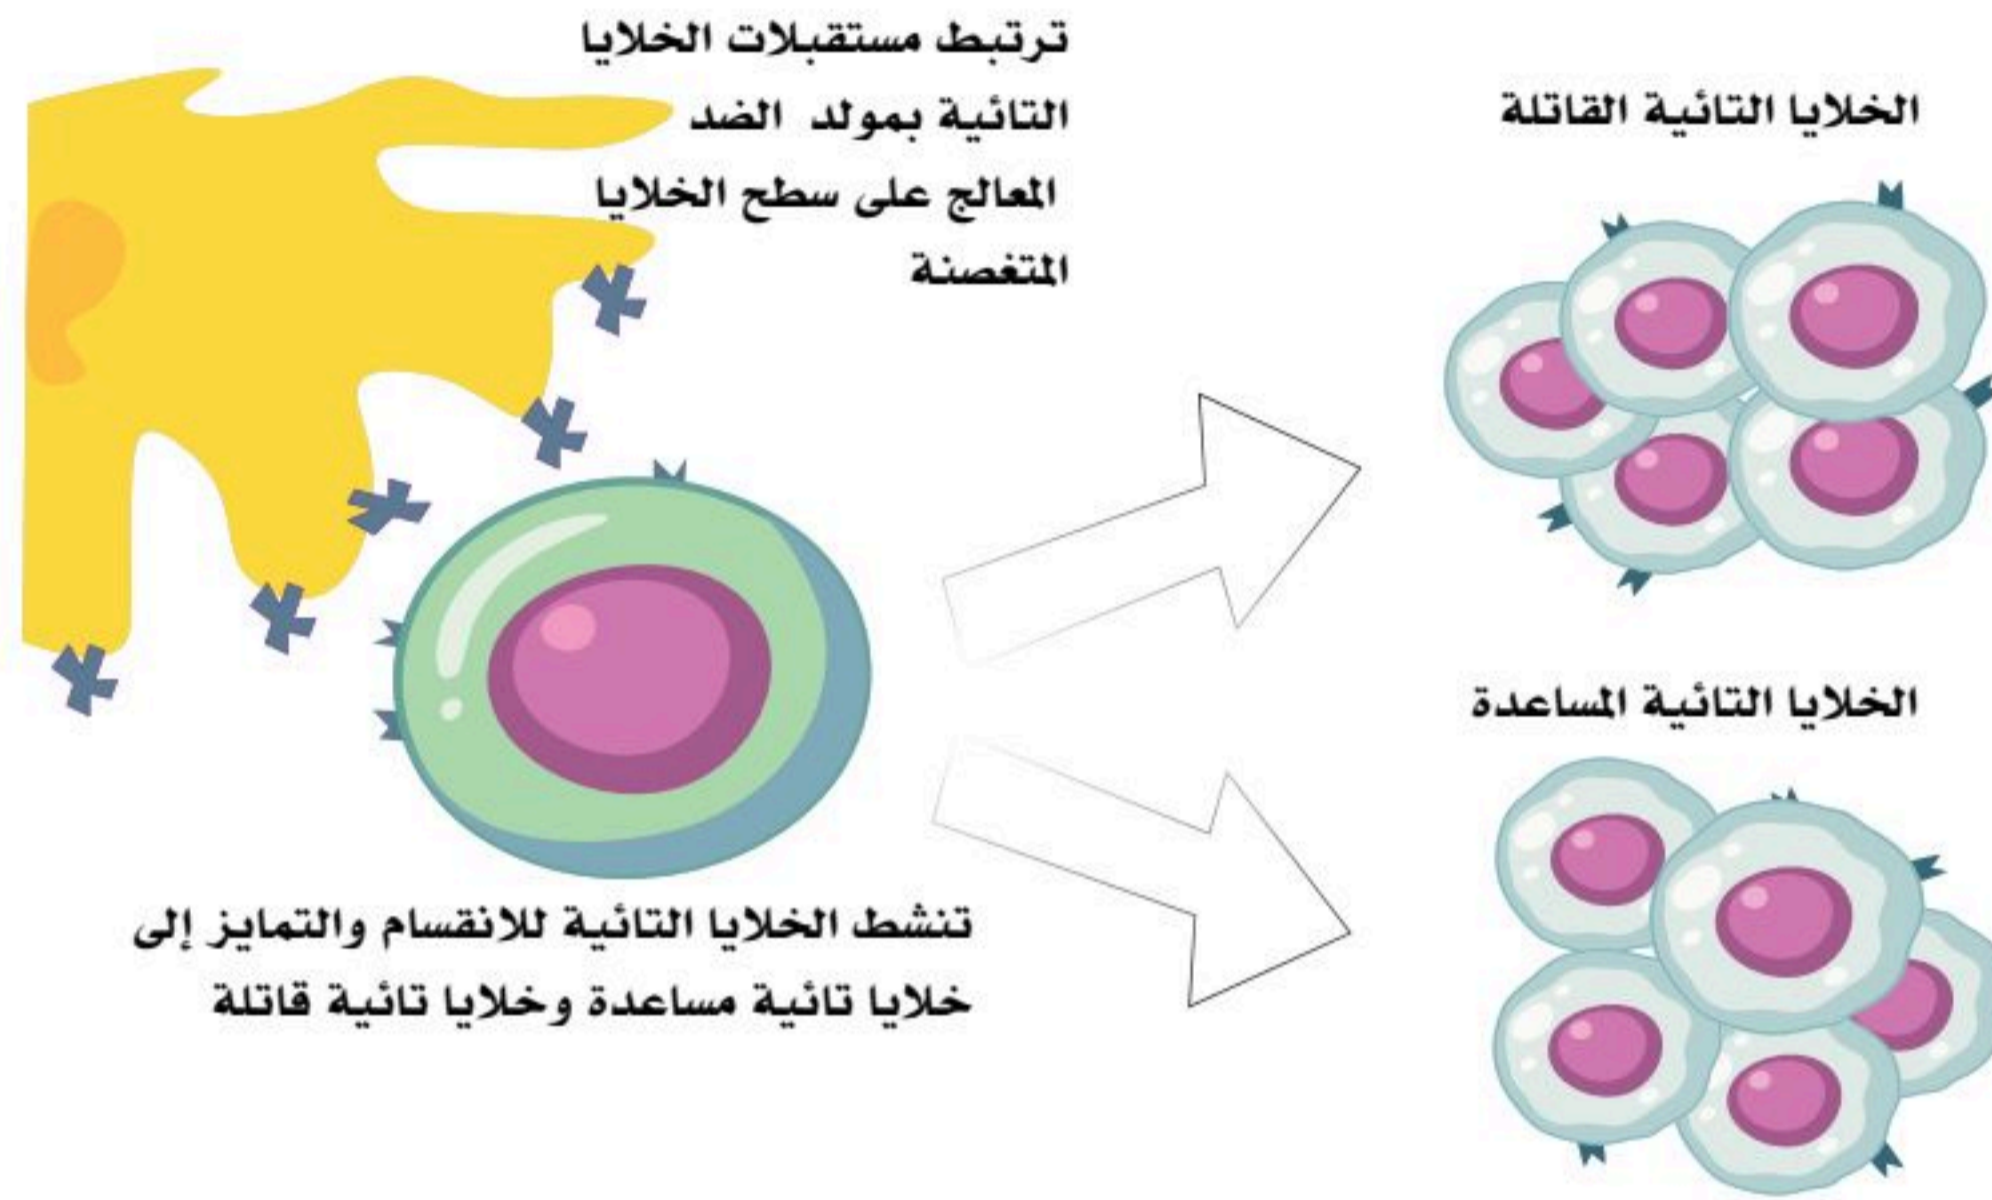 ترتبط مستقبلات الخلايا
التائية بمولد الضد
المعالج على سطح الخلايا
المتغصنة
الخلايا التائية القاتلة
الخلايا التائية المساعدة
تنشط الخلايا التائية للانقسام والتمايز إلى
خلايا تائية مساعدة وخلايا تائية قاتلة